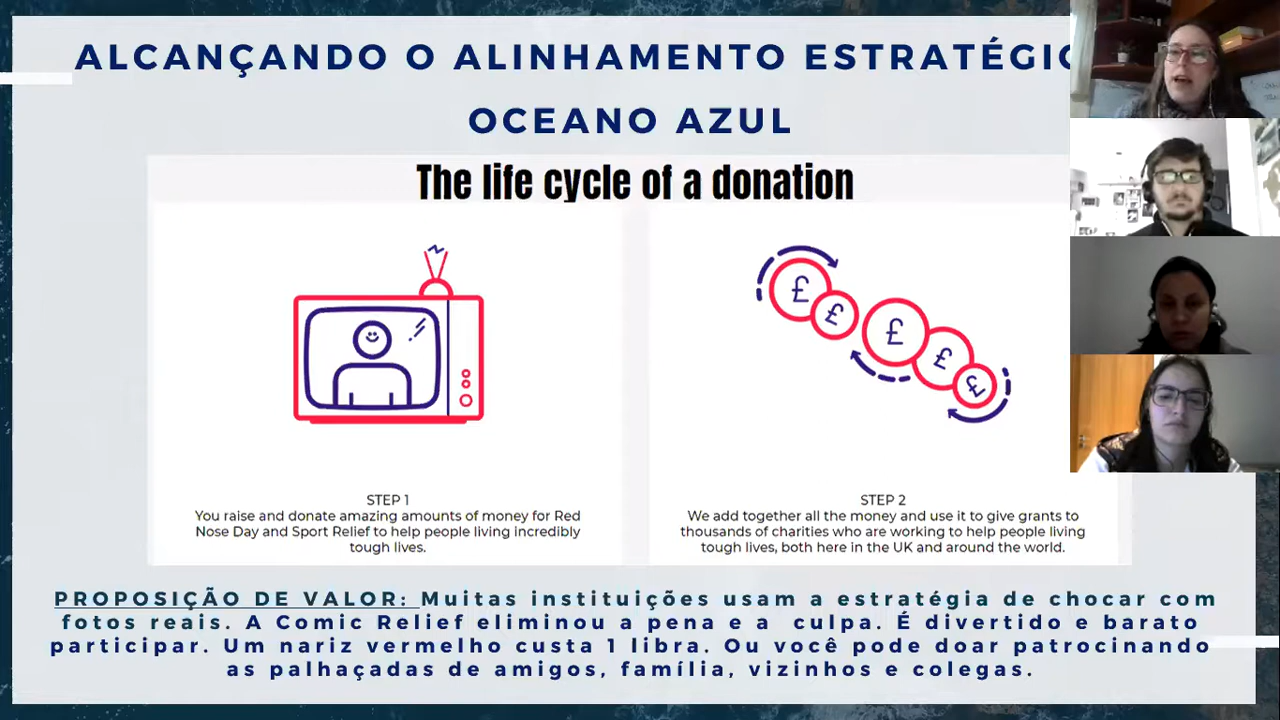 ALCANÇANDO O ALINHAMENTO ESTRATÉGIC
OCEANO AZUL
The life cycle of a donation
£
£
£
£
£
STEP 1
You raise and donate amazing amounts of money for Red
Nose Day and Sport Relief to help people living incredibly
tough lives.
STEP 2
We add together all the money and use it to give grants to
thousands of charities who are working to help people living
tough lives, both here in the UK and around the world.
PROPOSIÇÃO DE VALOR: Muitas instituições usam a estratégia de chocar com
fotos reais. A Comic Relief eliminou a pena e a culpa. É divertido e barato
participar. Um nariz vermelho custa 1 libra. Ou você pode doar patrocinando
as palhaçadas de amigos, família, vizinhos e colegas.